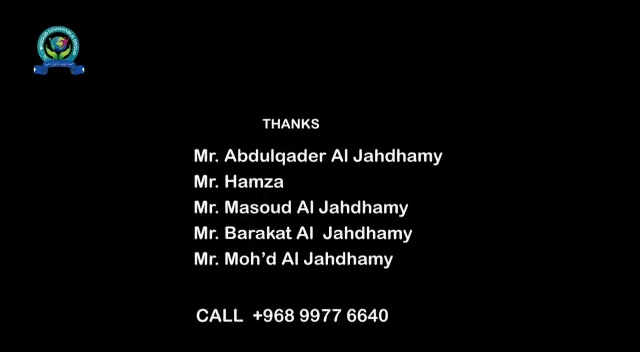 THANKS
Mr. Abdulqader Al Jahdhamy
Mr. Hamza
Mr. Masoud Al Jahdhamy
Mr. Barakat Al  Jahdhamy
Mr. Moh’d Al Jahdhamy
CALL  +968 9977 6640